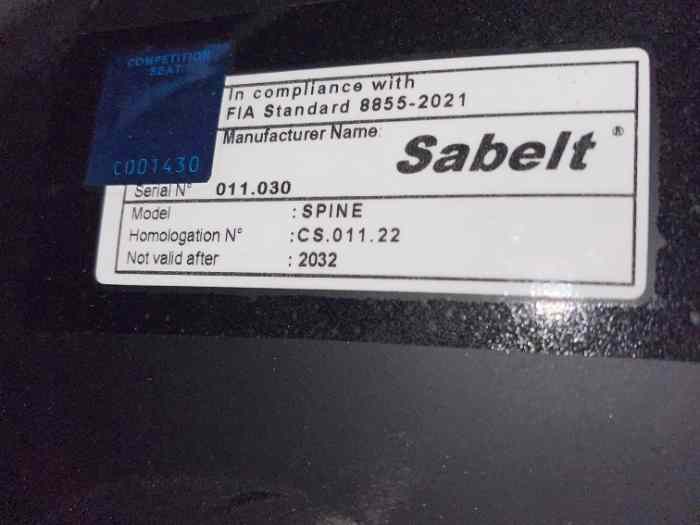 COMPETITION
SEAT
C001430
In compliance with
FIA Standard 8855-2021
Manufacturer Name:
Sabelt ®
Serial N° 011.030
Model : SPINE
Homologation N° :CS.011.22
Not valid after : 2032